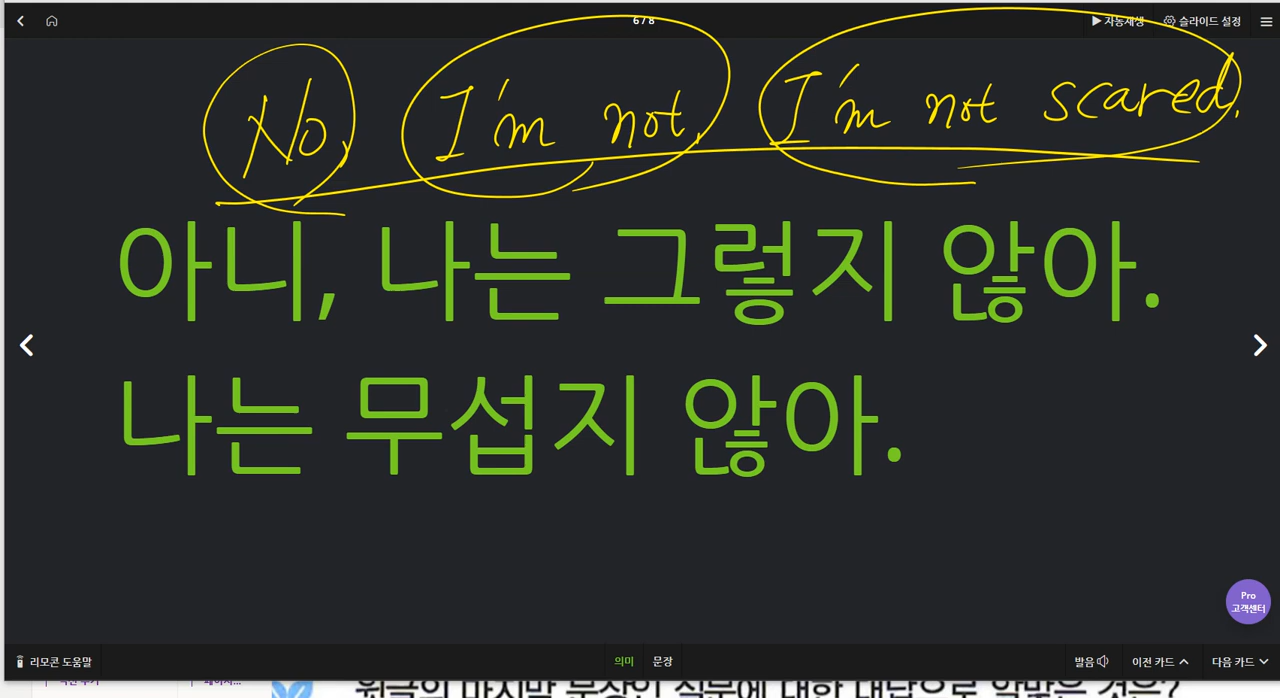 6 / 8
▶ 자동재생 슬라이드 설정
No, I'm not, I'm not scared.
아니, 나는 그렇지 않아.
나는 무섭지 않아.
Pro
고객센터
리모콘 도움말 의미 문장 발음 이전 카드 다음 카드